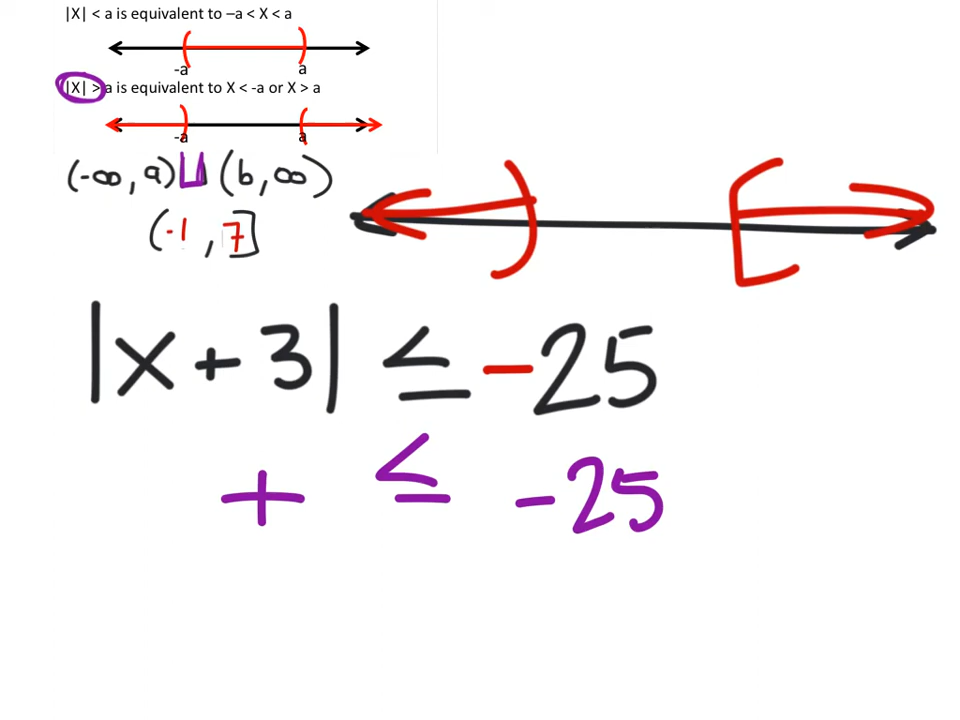 |X| < a is equivalent to –a < X < a
-a a
|X| > a is equivalent to X < -a or X > a
-a a
(-∞, a) ∪ (b, ∞)
(-1, 7]
|x + 3| ≤ -25
+ ≤ -25